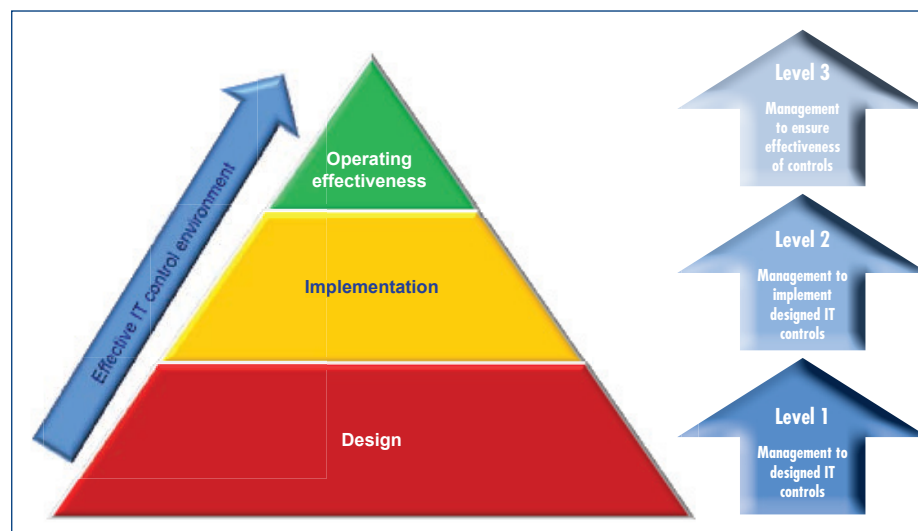 Effective IT control environment
Operating
effectiveness
Implementation
Design
Level 3
Management
to ensure
effectiveness
of controls
Level 2
Management to
implement
designed IT
controls
Level 1
Management to
designed IT
controls